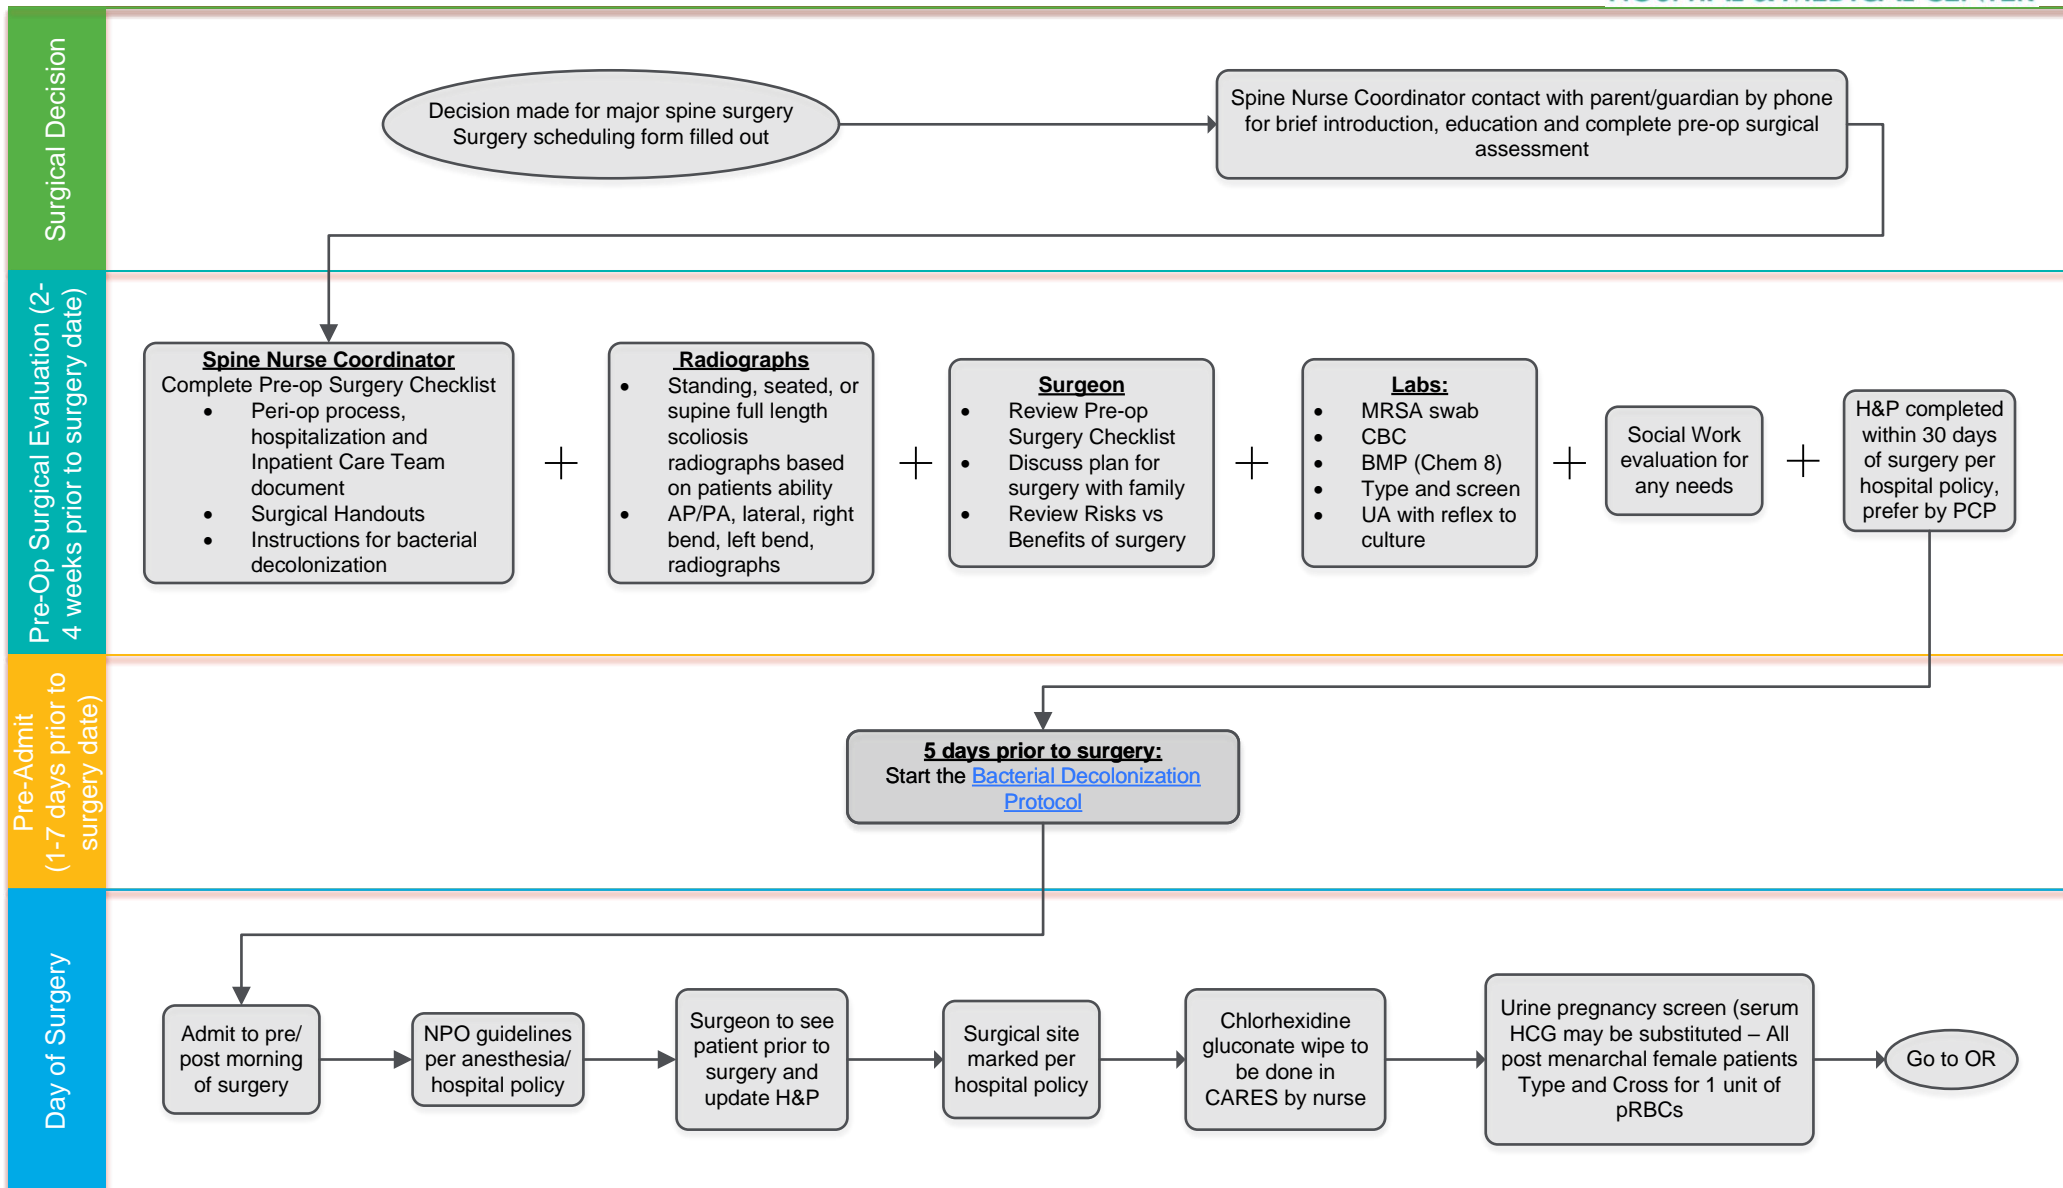 HOSPITAL & MEDICAL CENTER
Surgical Decision
Decision made for major spine surgery
Surgery scheduling form filled out
Spine Nurse Coordinator contact with parent/guardian by phone
for brief introduction, education and complete pre-op surgical
assessment
Pre-Op Surgical Evaluation (2-
4 weeks prior to surgery date)
Spine Nurse Coordinator
Complete Pre-op Surgery Checklist
• Peri-op process,
hospitalization and
Inpatient Care Team
document
• Surgical Handouts
• Instructions for bacterial
decolonization
+
Radiographs
• Standing, seated, or
supine full length
scoliosis
radiographs based
on patients ability
• AP/PA, lateral, right
bend, left bend,
radiographs
+
Surgeon
• Review Pre-op
Surgery Checklist
• Discuss plan for
surgery with family
• Review Risks vs
Benefits of surgery
+
Labs:
• MRSA swab
• CBC
• BMP (Chem 8)
• Type and screen
• UA with reflex to
culture
+
Social Work
evaluation for
any needs
+
H&P completed
within 30 days
of surgery per
hospital policy,
prefer by PCP
Pre-Admit
(1-7 days prior to
surgery date)
5 days prior to surgery:
Start the Bacterial Decolonization
Protocol
Day of Surgery
Admit to pre/
post morning
of surgery
NPO guidelines
per anesthesia/
hospital policy
Surgeon to see
patient prior to
surgery and
update H&P
Surgical site
marked per
hospital policy
Chlorhexidine
gluconate wipe to
be done in
CARES by nurse
Urine pregnancy screen (serum
HCG may be substituted – All
post menarchal female patients
Type and Cross for 1 unit of
pRBCs
Go to OR